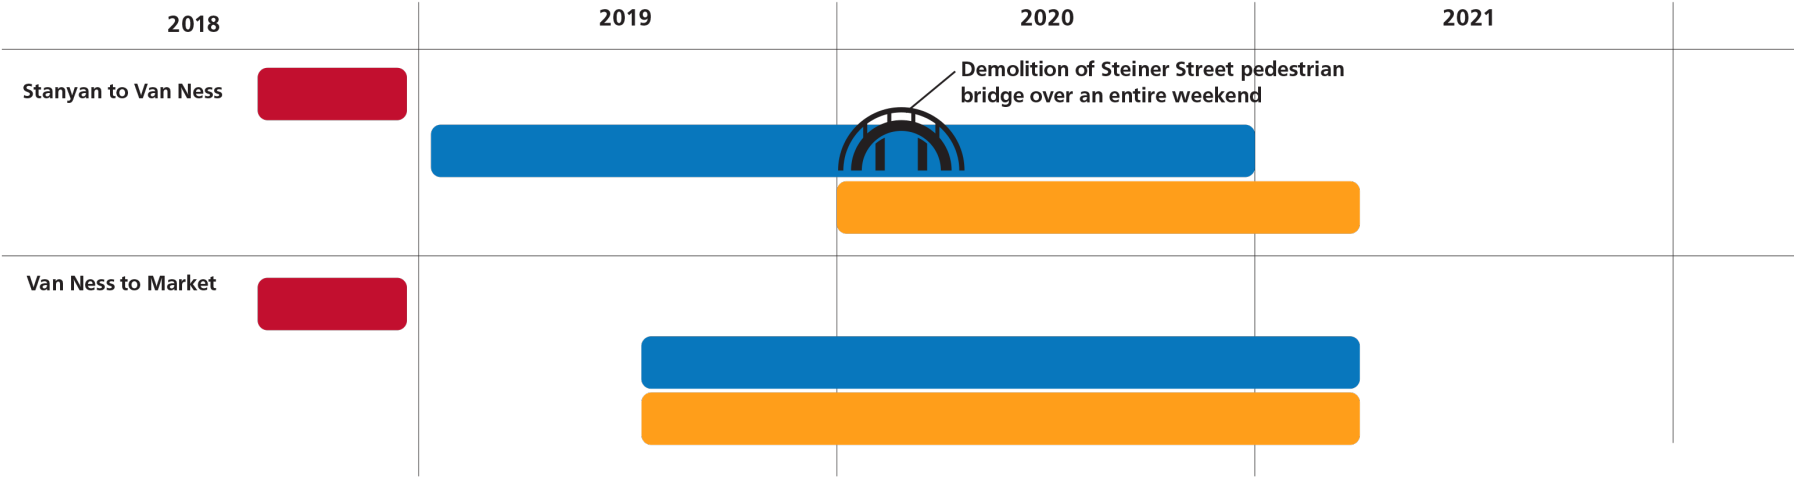 2018
2019
2020
2021
Stanyan to Van Ness
Demolition of Steiner Street pedestrian
bridge over an entire weekend
Van Ness to Market